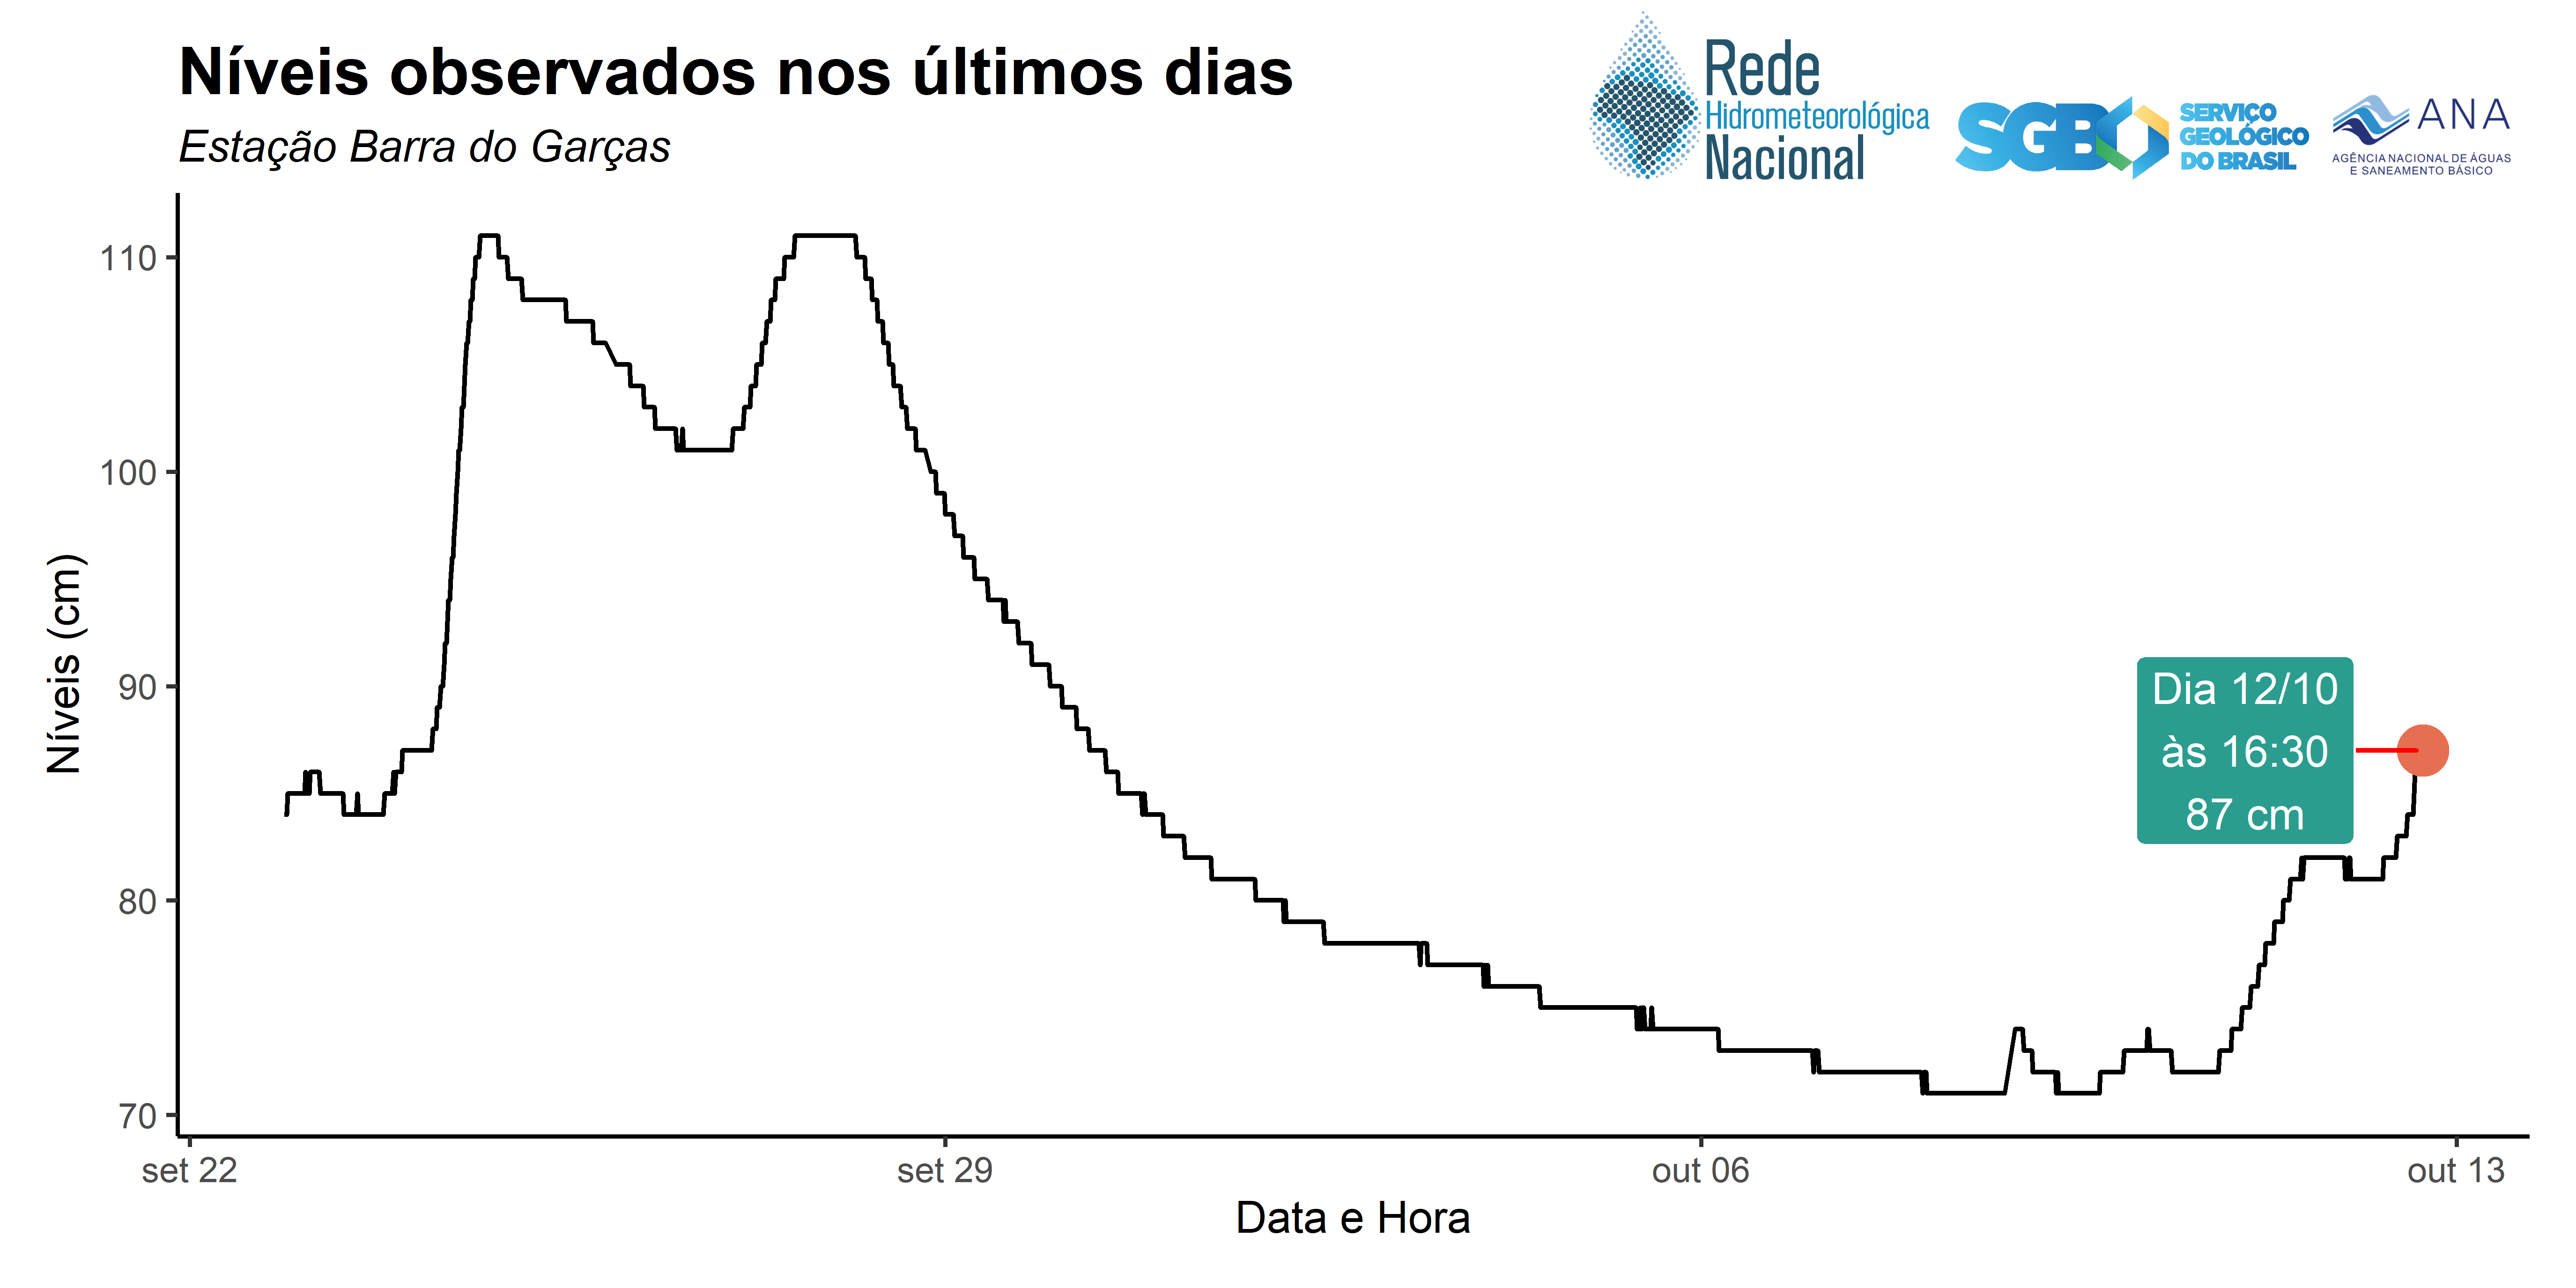 Níveis observados nos últimos dias
Estação Barra do Garças
Rede
Hidrometeorológica
Nacional
SGB
SERVIÇO
GEOLÓGICO
DO BRASIL
ANA
AGÊNCIA NACIONAL DE ÁGUAS
E SANEAMENTO BÁSICO
Níveis (cm)
110
100
90
80
70
Dia 12/10
às 16:30
87 cm
set 22
set 29
out 06
out 13
Data e Hora